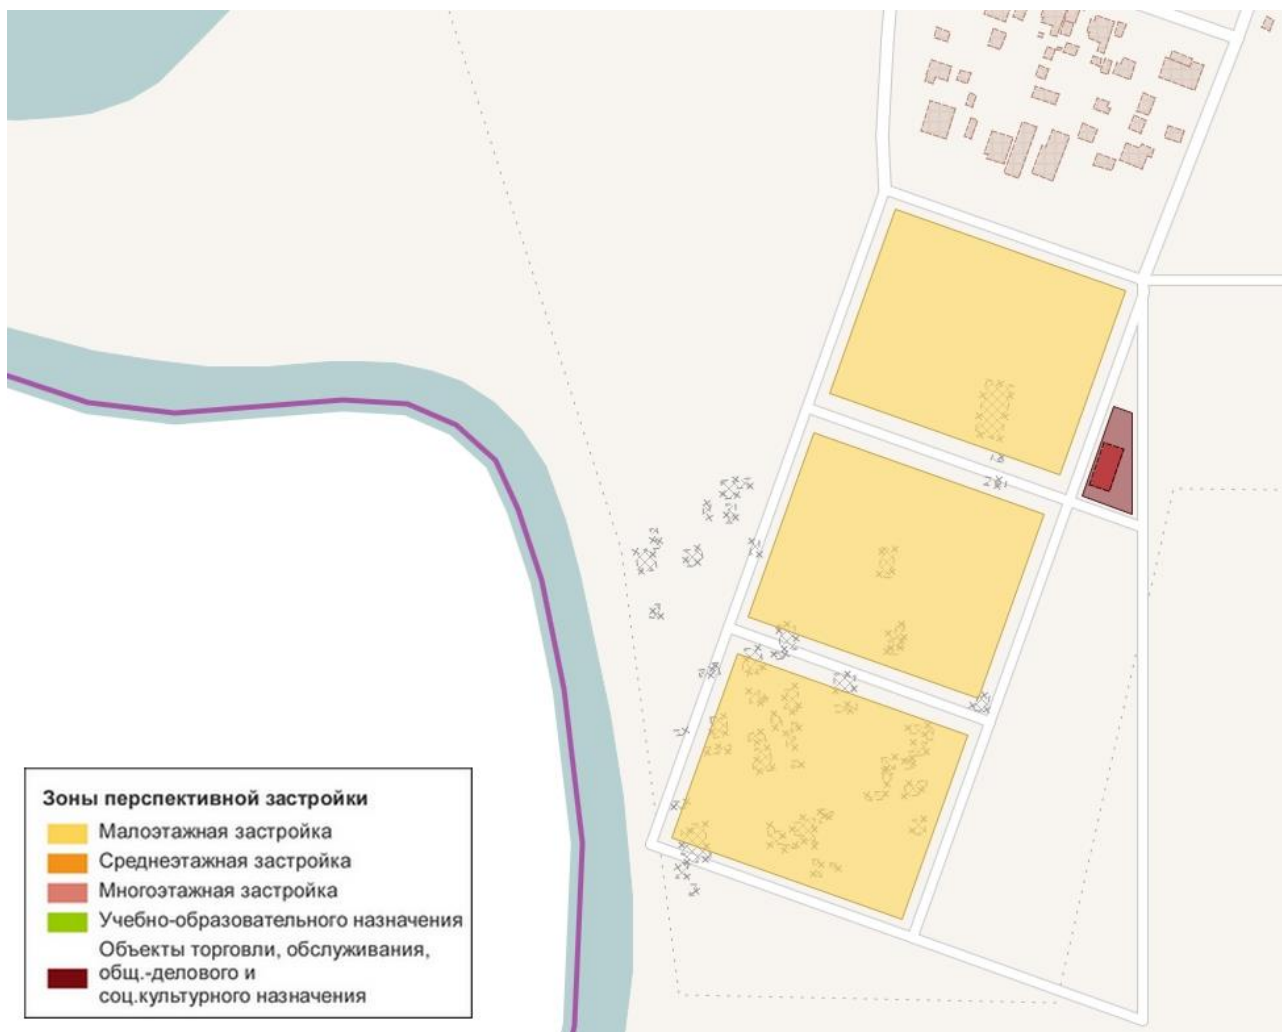 Зоны перспективной застройки
Малоэтажная застройка
Среднеэтажная застройка
Многоэтажная застройка
Учебно-образовательного назначения
Объекты торговли, обслуживания,
общ.-делового и
соц.культурного назначения